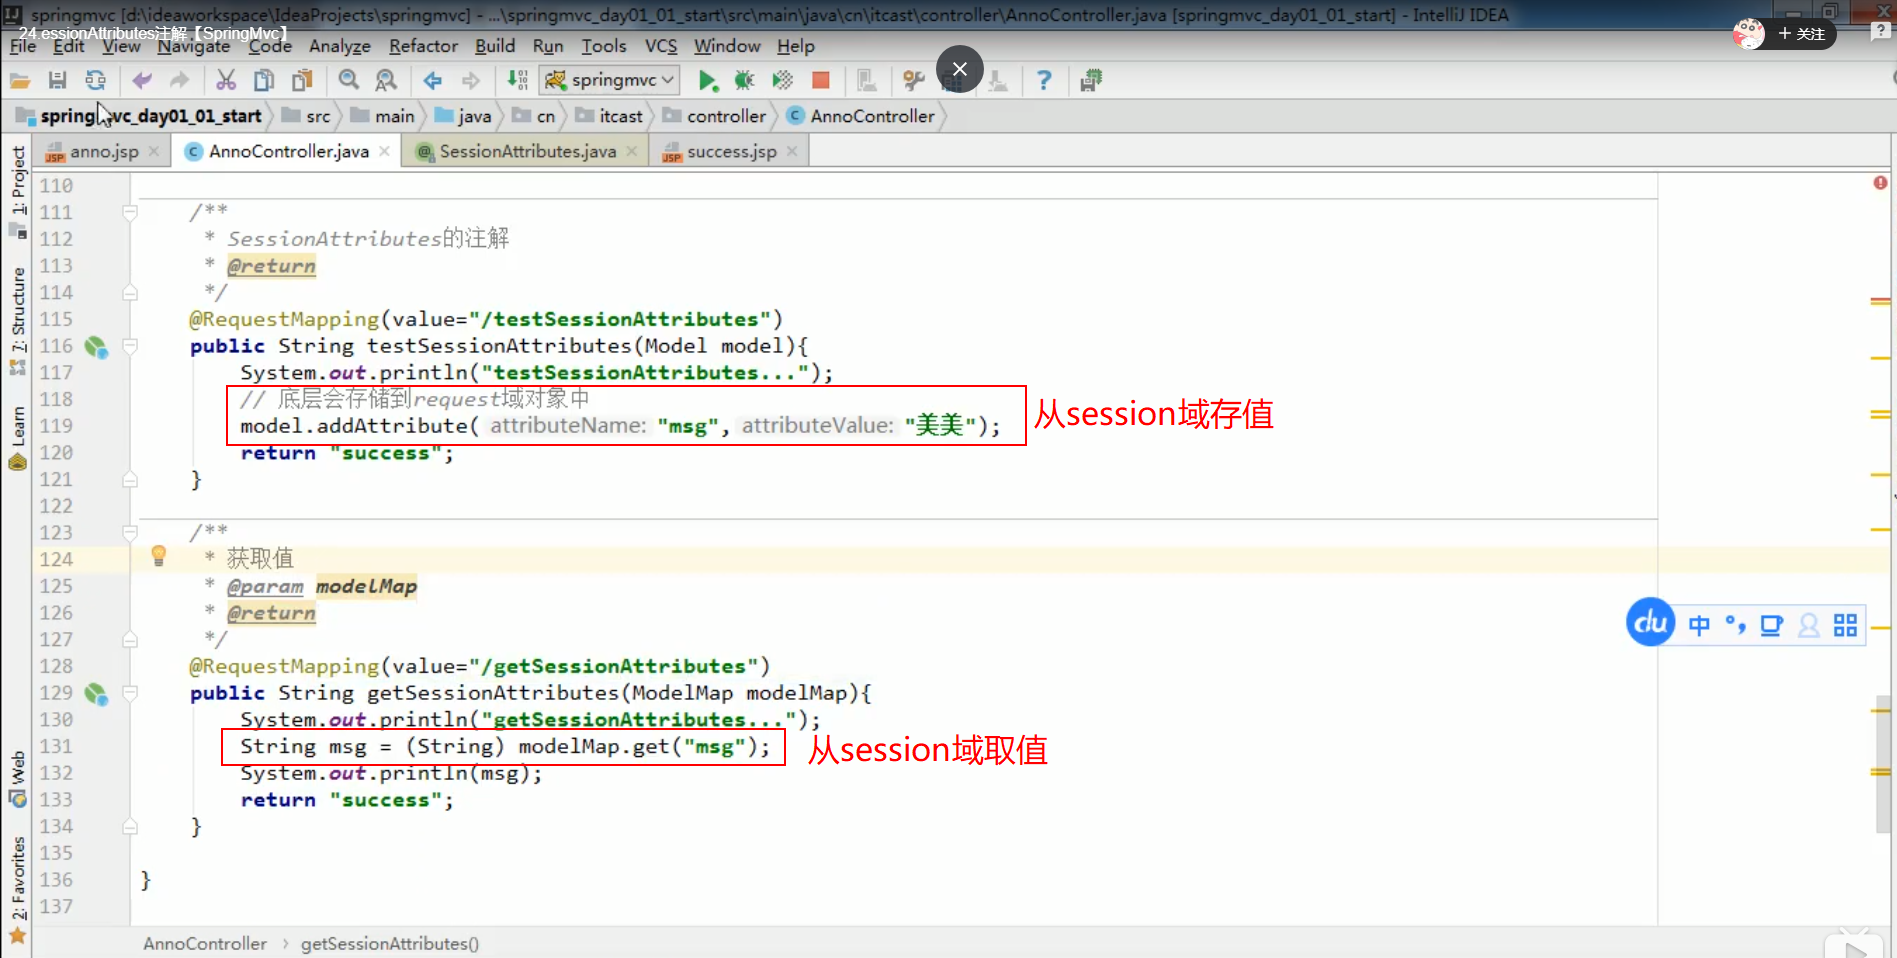 springmvc [d:\ideaworkspace\IdeaProjects\springmvc] - ...\springmvc_day01_01_start\src\main\java\cn\itcast\controller\AnnoController.java [springmvc_day01_01_start] - IntelliJ IDEA
24.essionAttributes注解【SpringMvc】
+ 关注
File Edit View Navigate Code Analyze Refactor Build Run Tools VCS Window Help
springmvc
springmvc_day01_01_start src main java cn itcast controller AnnoController
anno.jsp AnnoController.java SessionAttributes.java success.jsp
1: Project
7: Structure
Learn
Web
2: Favorites
110
111 /**
112 * SessionAttributes的注解
113 * @return
114 */
115 @RequestMapping(value="/testSessionAttributes")
116 public String testSessionAttributes(Model model){
117 System.out.println("testSessionAttributes...");
118 // 底层会存储到request域对象中
119 model.addAttribute( attributeName: "msg", attributeValue: "美美");
从session域存值
120 return "success";
121 }
122
123 /**
124 * 获取值
125 * @param modelMap
126 * @return
127 */
128 @RequestMapping(value="/getSessionAttributes")
129 public String getSessionAttributes(ModelMap modelMap){
130 System.out.println("getSessionAttributes...");
131 String msg = (String) modelMap.get("msg");
从session域取值
132 System.out.println(msg);
133 return "success";
134 }
135
136 }
137
du 中 °,
AnnoController › getSessionAttributes()